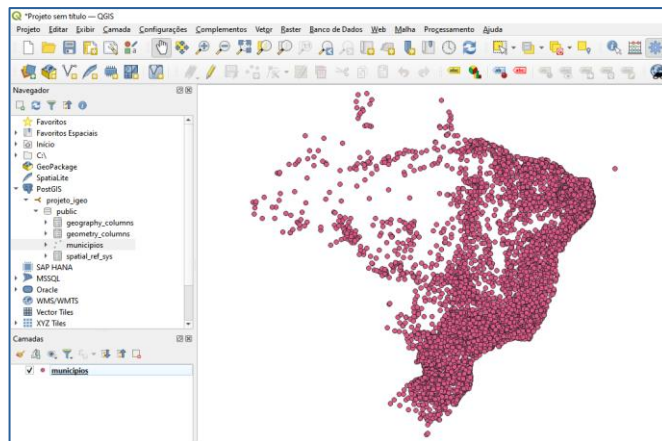 *Projeto sem título — QGIS
Projeto Editar Exibir Camada Configurações Complementos Vetor Raster Banco de Dados Web Malha Processamento Ajuda
Navegador
Favoritos
Favoritos Espaciais
Início
C:\
GeoPackage
SpatiaLite
PostGIS
projeto_igeo
public
geography_columns
geometry_columns
municipios
spatial_ref_sys
SAP HANA
MSSQL
Oracle
WMS/WMTS
Vector Tiles
XYZ Tiles
Camadas
municipios